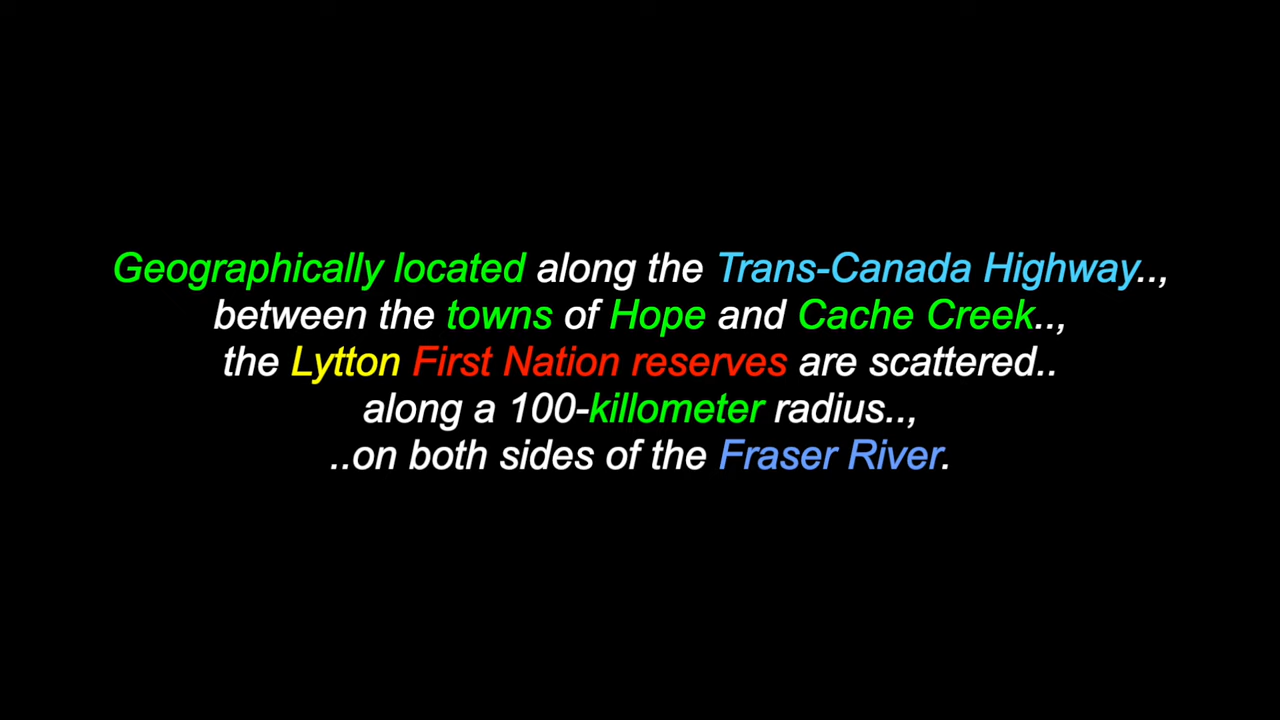 Geographically located along the Trans-Canada Highway..,
between the towns of Hope and Cache Creek..,
the Lytton First Nation reserves are scattered..
along a 100-killometer radius..,
..on both sides of the Fraser River.